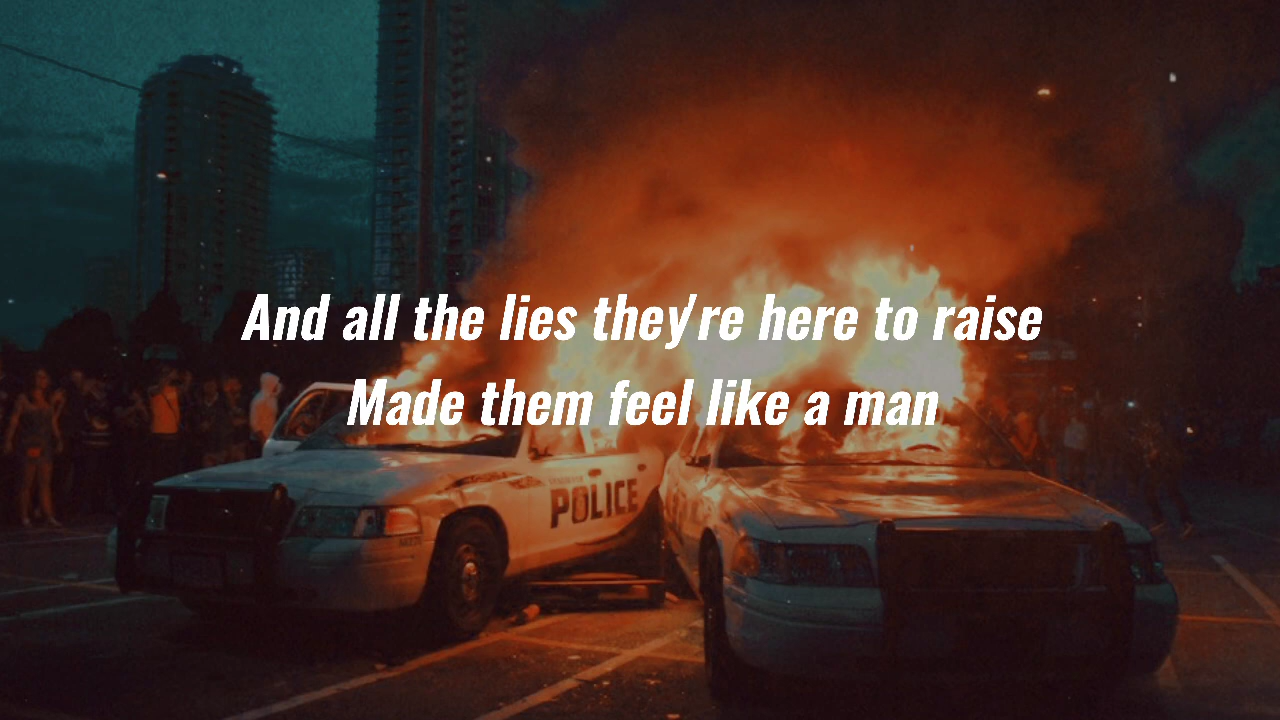 And all the lies they're here to raise
Made them feel like a man
POLICE